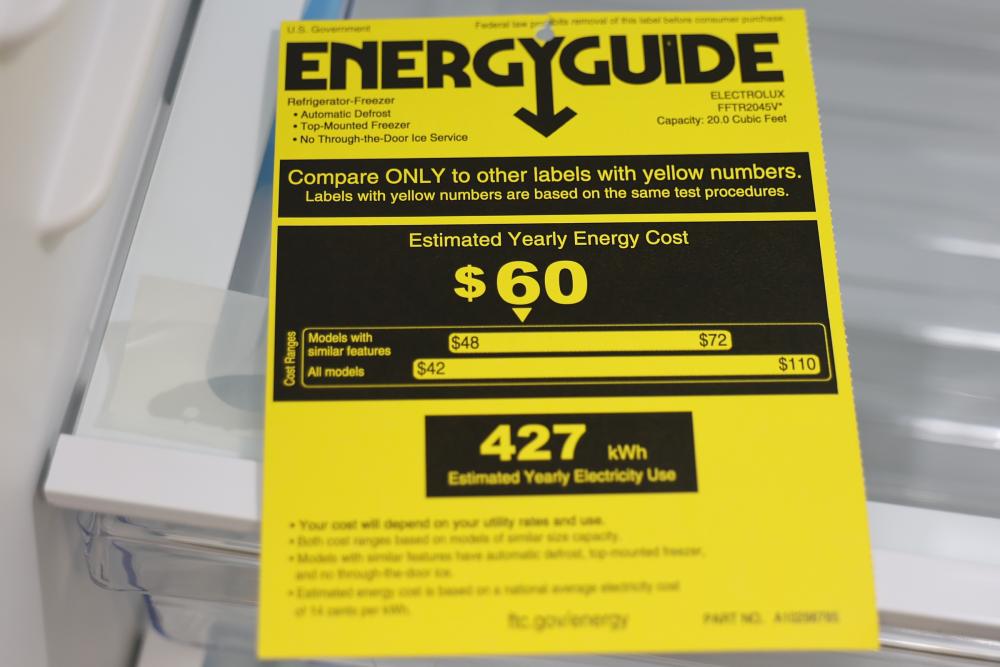 U.S. Government
Federal law prohibits removal of this label before consumer purchase.
ENERGYGUIDE
Refrigerator-Freezer
• Automatic Defrost
• Top-Mounted Freezer
• No Through-the-Door Ice Service
ELECTROLUX
FFTR2045V*
Capacity: 20.0 Cubic Feet
Compare ONLY to other labels with yellow numbers.
Labels with yellow numbers are based on the same test procedures.
Estimated Yearly Energy Cost
$60
Cost Ranges
Models with
similar features
$48 $72
All models
$42 $110
427 kWh
Estimated Yearly Electricity Use
• Your cost will depend on your utility rates and use.
• Both cost ranges based on models of similar size capacity.
• Models with similar features have automatic defrost, top-mounted freezer,
and no through-the-door ice.
• Estimated energy cost is based on a national average electricity cost
of 14 cents per kWh.
ftc.gov/energy
PART NO.